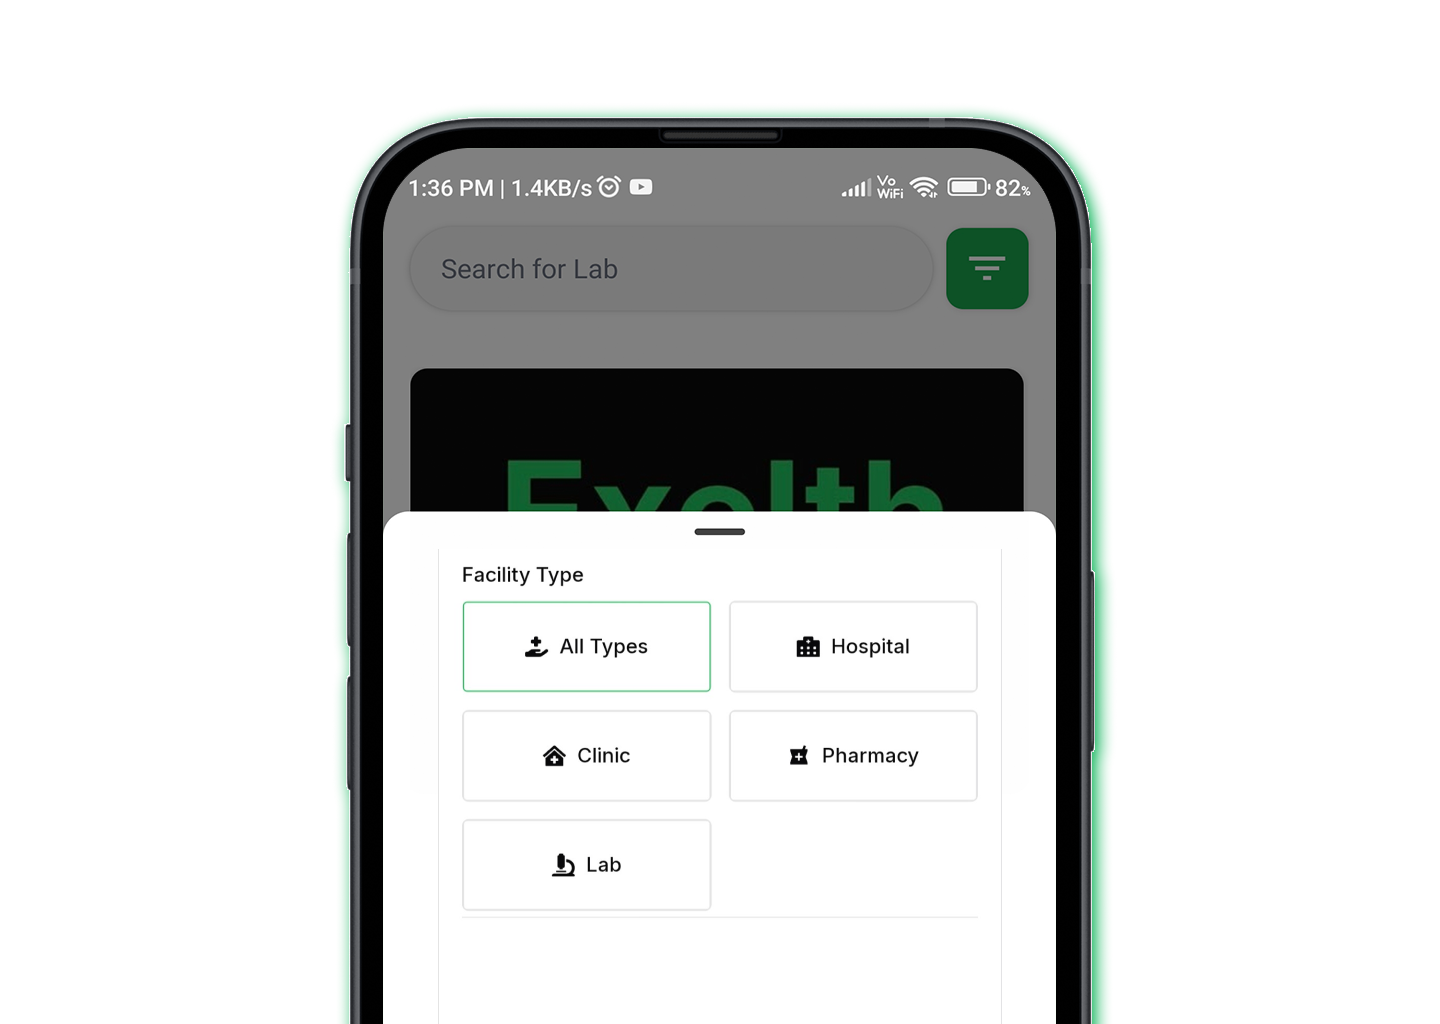 1:36 PM | 1.4KB/s Vo WiFi 82%
Search for Lab
Exelth
Facility Type
All Types
Hospital
Clinic
Pharmacy
Lab